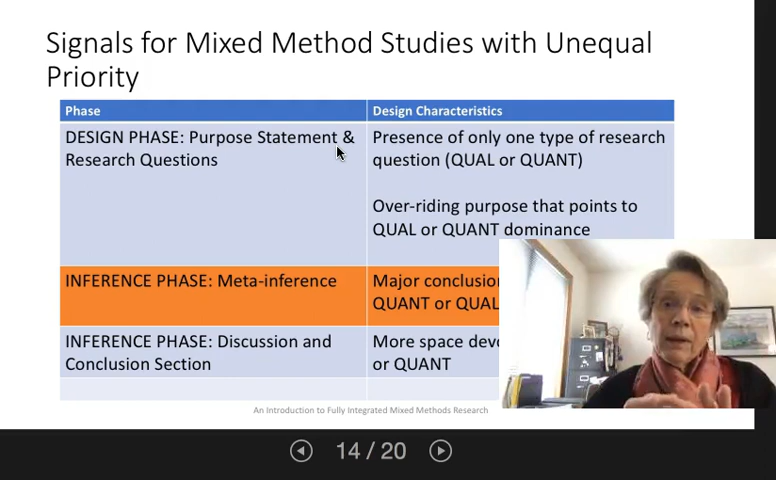 Signals for Mixed Method Studies with Unequal
Priority
Phase
Design Characteristics
DESIGN PHASE: Purpose Statement &
Research Questions
Presence of only one type of research
question (QUAL or QUANT)
Over-riding purpose that points to
QUAL or QUANT dominance
INFERENCE PHASE: Meta-inference
Major conclusion
QUANT or QUAL
INFERENCE PHASE: Discussion and
Conclusion Section
More space devo
or QUANT
An Introduction to Fully Integrated Mixed Methods Research
14 / 20